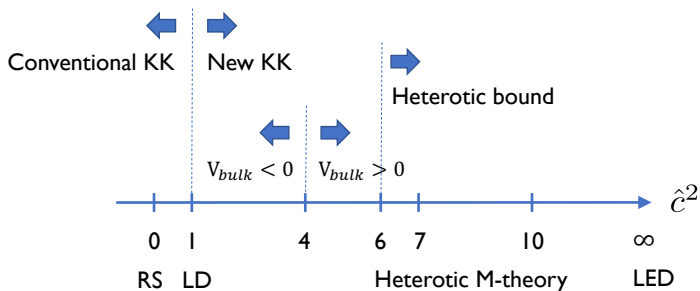 Conventional KK New KK
Heterotic bound
V_bulk < 0 V_bulk > 0
ĉ²
0 1 4 6 7 10 ∞
RS LD Heterotic M-theory LED